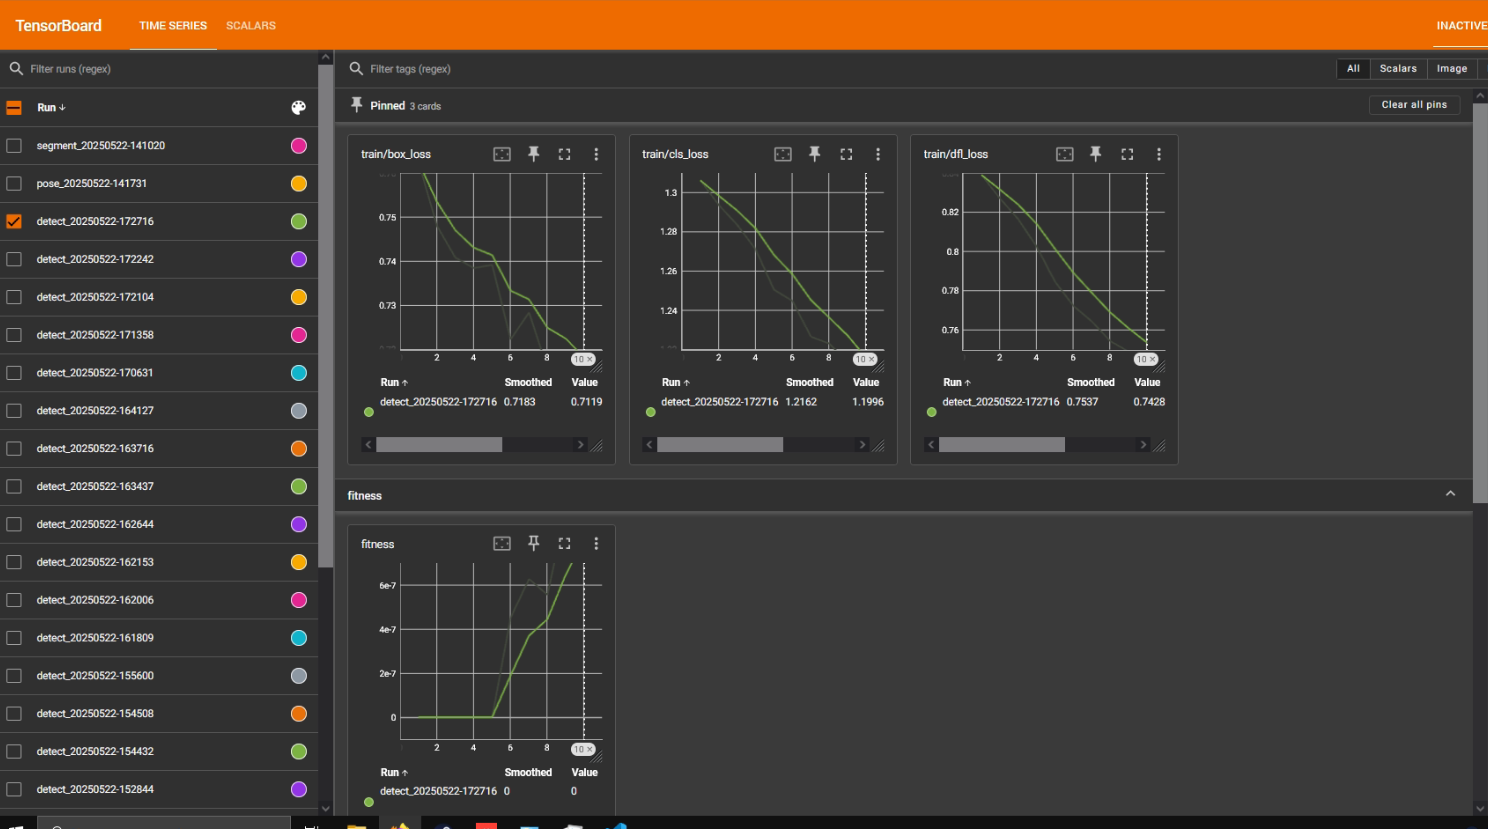 TensorBoard TIME SERIES SCALARS INACTIVE
Filter runs (regex)
Filter tags (regex)
All Scalars Image
Run
Pinned 3 cards
Clear all pins
segment_20250522-141020
pose_20250522-141731
detect_20250522-172716
detect_20250522-172242
detect_20250522-172104
detect_20250522-171358
detect_20250522-170631
detect_20250522-164127
detect_20250522-163716
detect_20250522-163437
detect_20250522-162644
detect_20250522-162153
detect_20250522-162006
detect_20250522-161809
detect_20250522-155600
detect_20250522-154508
detect_20250522-154432
detect_20250522-152844
train/box_loss
0.75
0.74
0.73
2 4 6 8 10 ×
Run ↑ Smoothed Value
detect_20250522-172716 0.7183 0.7119
train/cls_loss
1.3
1.28
1.26
1.24
2 4 6 8 10 ×
Run ↑ Smoothed Value
detect_20250522-172716 1.2162 1.1996
train/dfl_loss
0.82
0.8
0.78
0.76
2 4 6 8 10 ×
Run ↑ Smoothed Value
detect_20250522-172716 0.7537 0.7428
fitness
fitness
6e-7
4e-7
2e-7
0
2 4 6 8 10 ×
Run ↑ Smoothed Value
detect_20250522-172716 0 0